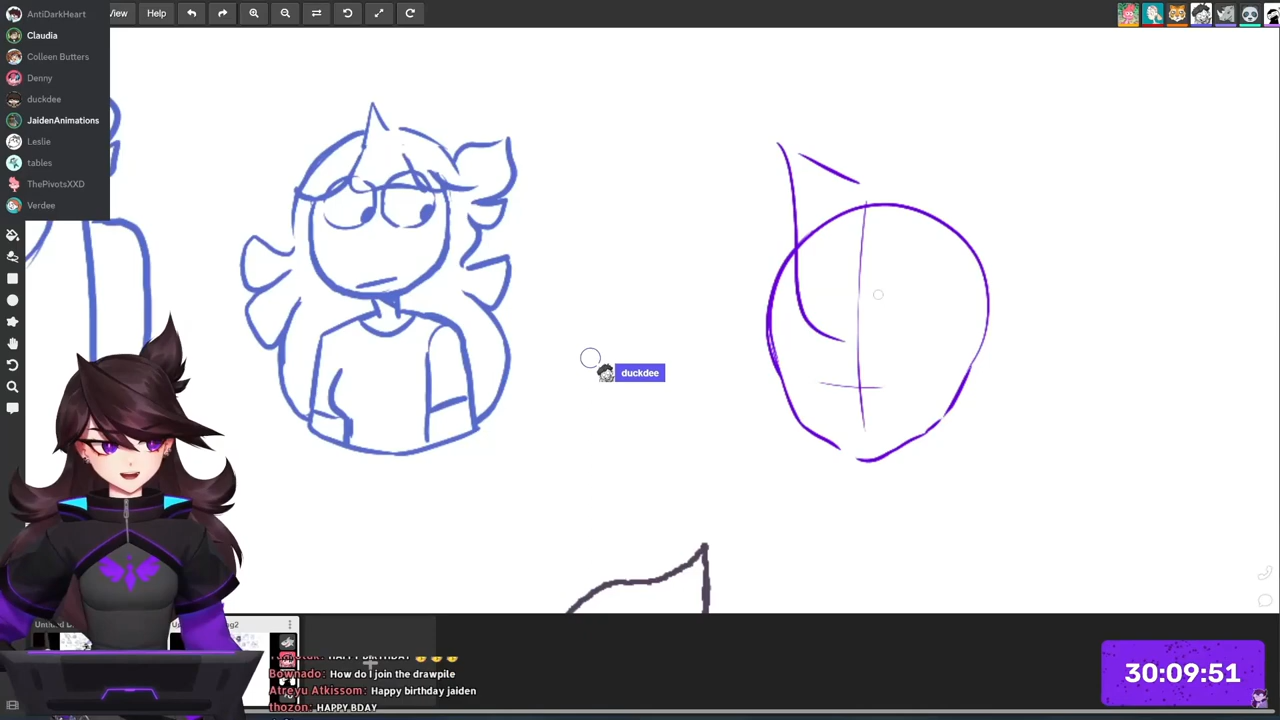 AntiDarkHeart
Claudia
Colleen Butters
Denny
duckdee
JaidenAnimations
Leslie
tables
ThePivotsXXD
Verdee
View
Help
duckdee
Bownado: How do I join the drawpile
Atreyu Atkissom: Happy birthday jaiden
thozon: HAPPY BDAY
30:09:51